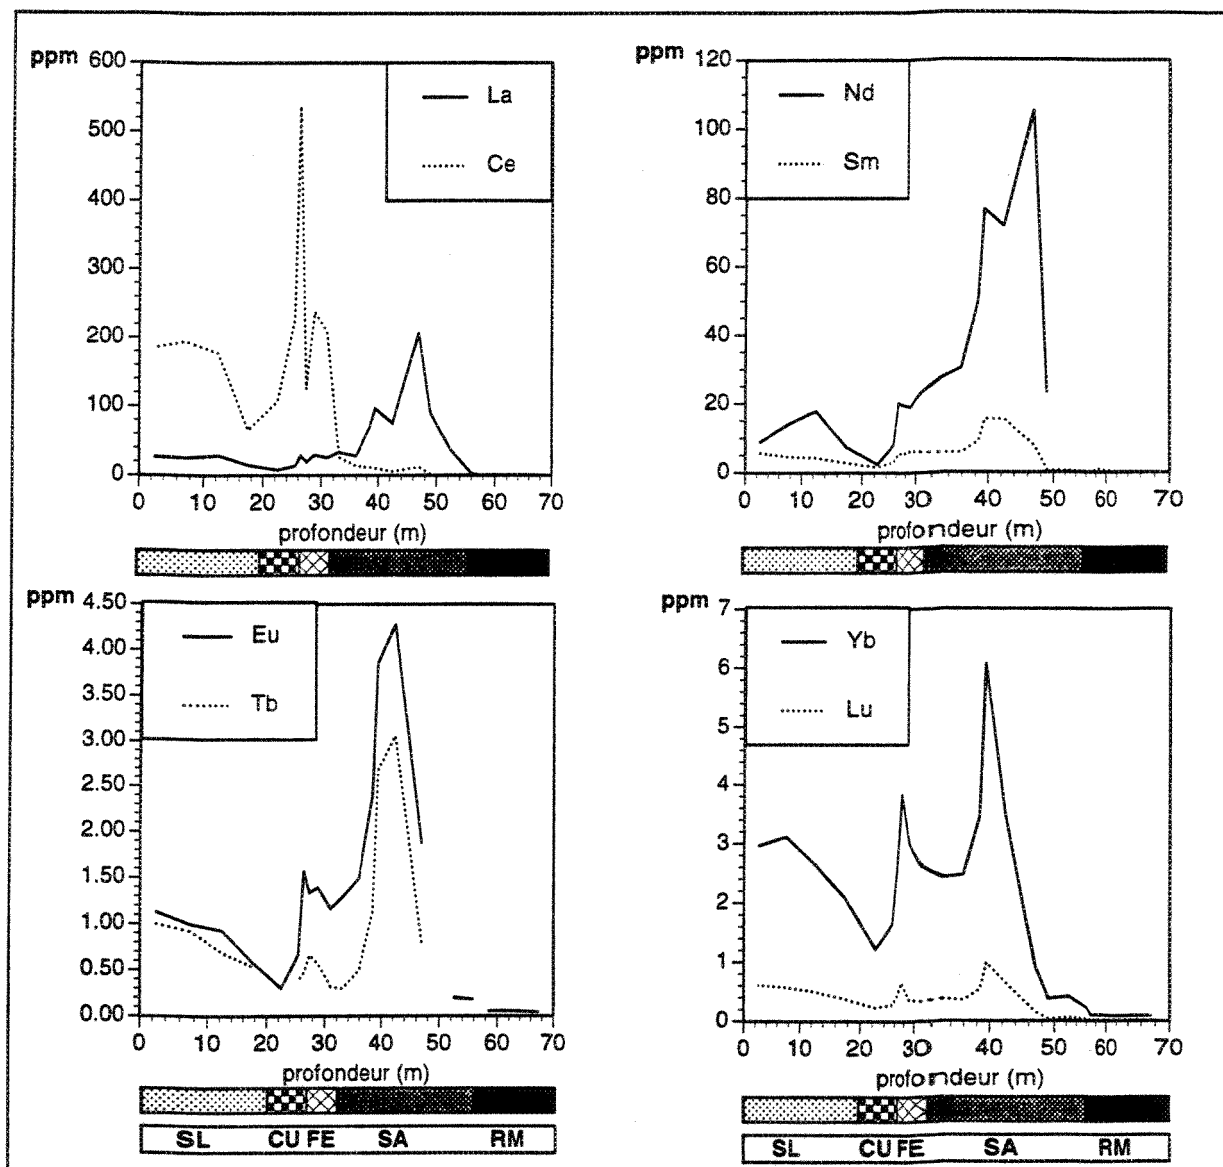 ppm
600
500
400
300
200
100
0
La
Ce
0 10 20 30 40 50 60 70
profondeur (m)
ppm
120
100
80
60
40
20
0
Nd
Sm
0 10 20 30 40 50 60 70
profondeur (m)
ppm
4.50
4.00
3.50
3.00
2.50
2.00
1.50
1.00
0.50
0.00
Eu
Tb
0 10 20 30 40 50 60 70
profondeur (m)
SL CU FE SA RM
ppm
7
6
5
4
3
2
1
0
Yb
Lu
0 10 20 30 40 50 60 70
profondeur (m)
SL CU FE SA RM